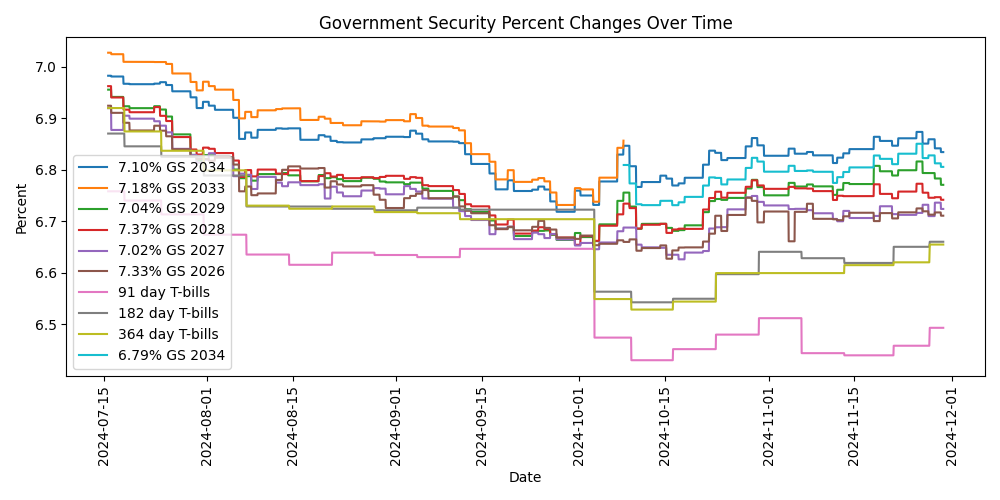 Government Security Percent Changes Over Time
Percent
7.0
6.9
6.8
6.7
6.6
6.5
7.10% GS 2034
7.18% GS 2033
7.04% GS 2029
7.37% GS 2028
7.02% GS 2027
7.33% GS 2026
91 day T-bills
182 day T-bills
364 day T-bills
6.79% GS 2034
2024-07-15
2024-08-01
2024-08-15
2024-09-01
2024-09-15
2024-10-01
2024-10-15
2024-11-01
2024-11-15
2024-12-01
Date